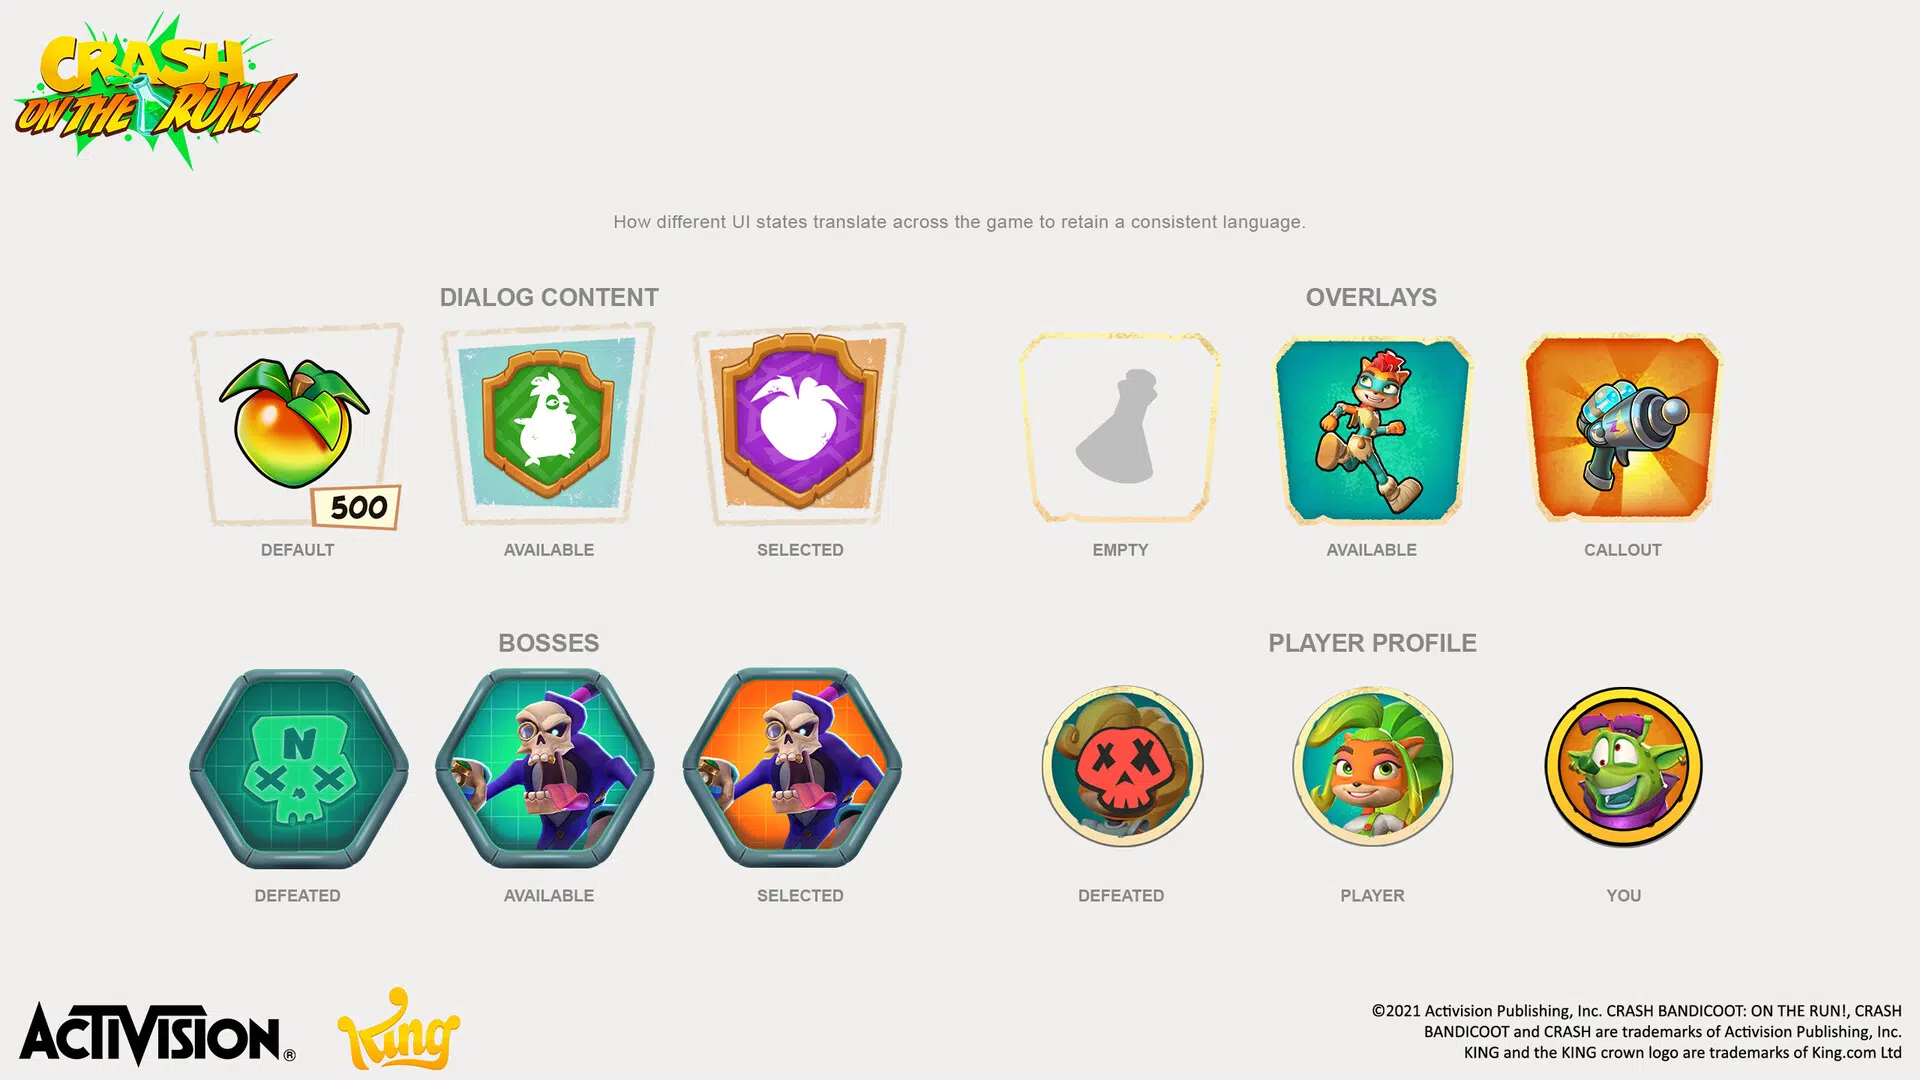 CRASH
ON THE RUN!
How different UI states translate across the game to retain a consistent language.
DIALOG CONTENT
500
DEFAULT
AVAILABLE
SELECTED
OVERLAYS
EMPTY
AVAILABLE
CALLOUT
BOSSES
N
DEFEATED
AVAILABLE
SELECTED
PLAYER PROFILE
DEFEATED
PLAYER
YOU
ACTIVISION®
King
©2021 Activision Publishing, Inc. CRASH BANDICOOT: ON THE RUN!, CRASH
BANDICOOT and CRASH are trademarks of Activision Publishing, Inc.
KING and the KING crown logo are trademarks of King.com Ltd